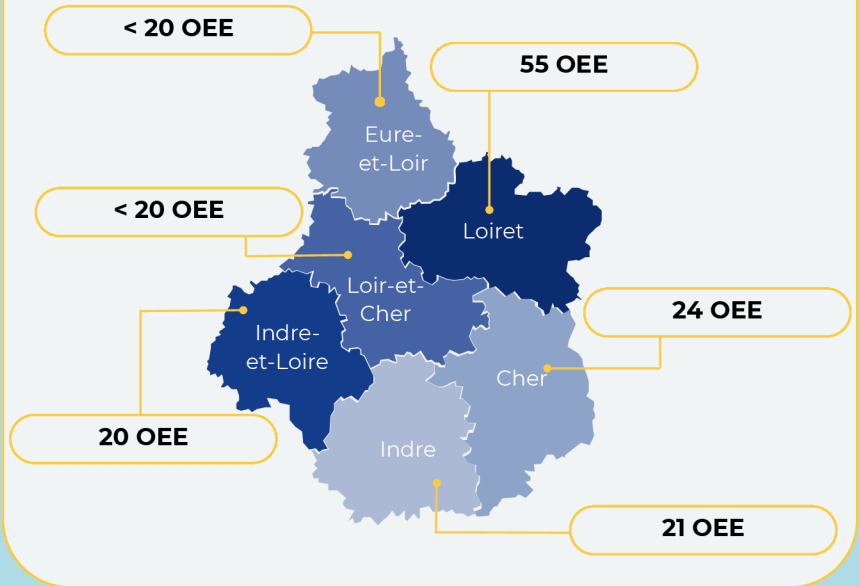 < 20 OEE
55 OEE
Eure-
et-Loir
< 20 OEE
Loiret
Loir-et-
Cher
24 OEE
Indre-
et-Loire
Cher
20 OEE
Indre
21 OEE